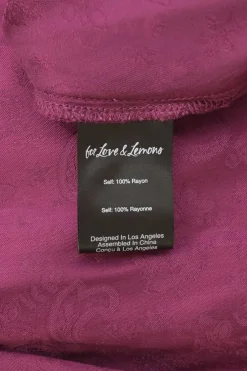 for Love & Lemons
Self: 100% Rayon
Self: 100% Rayonne
Designed In Los Angeles
Assembled In China
Conçu À Los Angeles